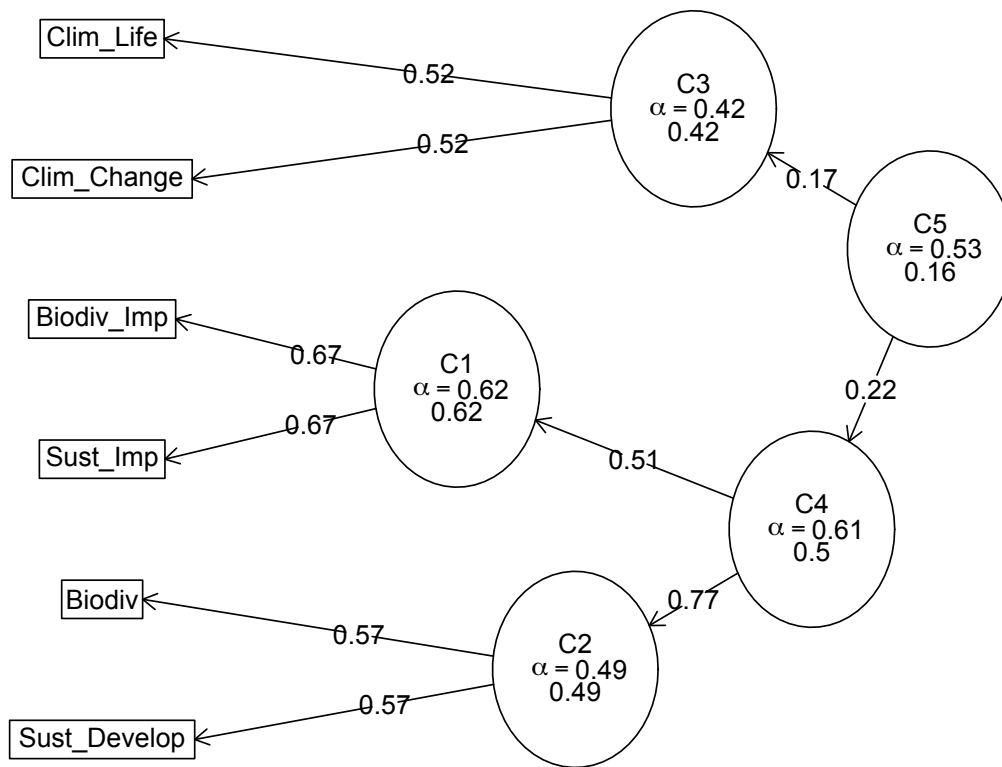 Clim_Life
0.52
C3
α = 0.42
0.42
0.52
Clim_Change
0.17
C5
α = 0.53
0.16
Biodiv_Imp
0.67
C1
α = 0.62
0.62
0.22
0.67
Sust_Imp
0.51
C4
α = 0.61
0.5
Biodiv
0.77
0.57
C2
α = 0.49
0.49
0.57
Sust_Develop